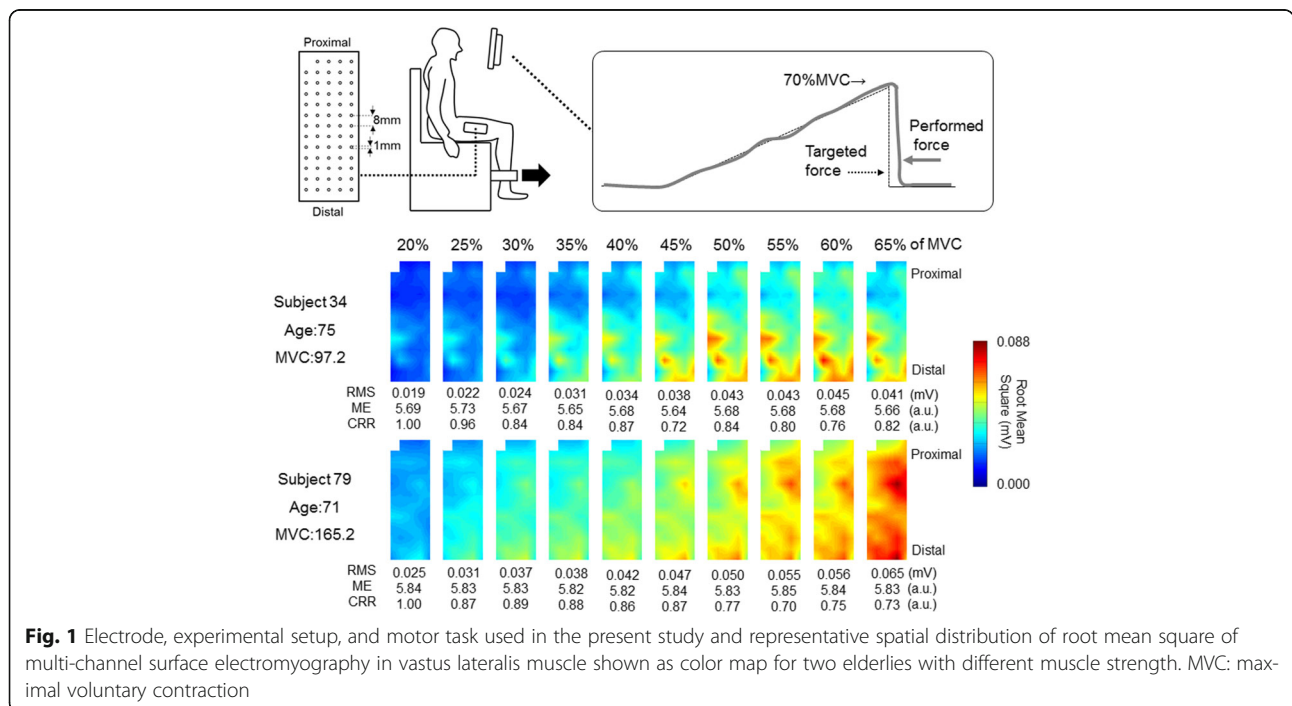 Proximal
8mm
1mm
Distal
70%MVC→
Performed
force
Targeted
force
20% 25% 30% 35% 40% 45% 50% 55% 60% 65% of MVC
Subject 34
Age:75
MVC:97.2
Proximal
Distal
RMS 0.019 0.022 0.024 0.031 0.034 0.038 0.043 0.043 0.045 0.041 (mV)
ME 5.69 5.73 5.67 5.65 5.68 5.64 5.68 5.68 5.68 5.66 (a.u.)
CRR 1.00 0.96 0.84 0.84 0.87 0.72 0.84 0.80 0.76 0.82 (a.u.)
0.088
Root Mean
Square (mV)
0.000
Subject 79
Age:71
MVC:165.2
Proximal
Distal
RMS 0.025 0.031 0.037 0.038 0.042 0.047 0.050 0.055 0.056 0.065 (mV)
ME 5.84 5.83 5.83 5.82 5.82 5.84 5.83 5.85 5.84 5.83 (a.u.)
CRR 1.00 0.87 0.89 0.88 0.86 0.87 0.77 0.70 0.75 0.73 (a.u.)
Fig. 1 Electrode, experimental setup, and motor task used in the present study and representative spatial distribution of root mean square of
multi-channel surface electromyography in vastus lateralis muscle shown as color map for two elderlies with different muscle strength. MVC: max-
imal voluntary contraction